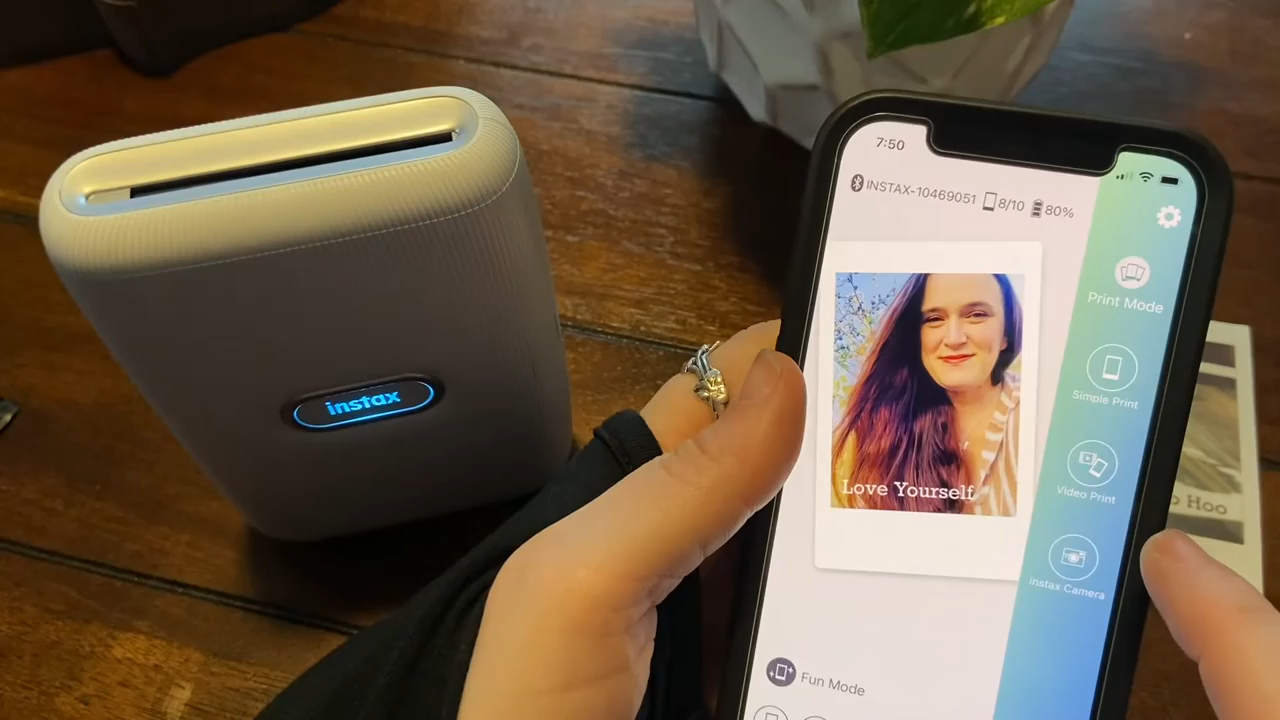 instax
7:50
INSTAX-10469051 8/10 80%
Print Mode
Simple Print
Love Yourself
Video Print
instax Camera
Fun Mode
Hoo